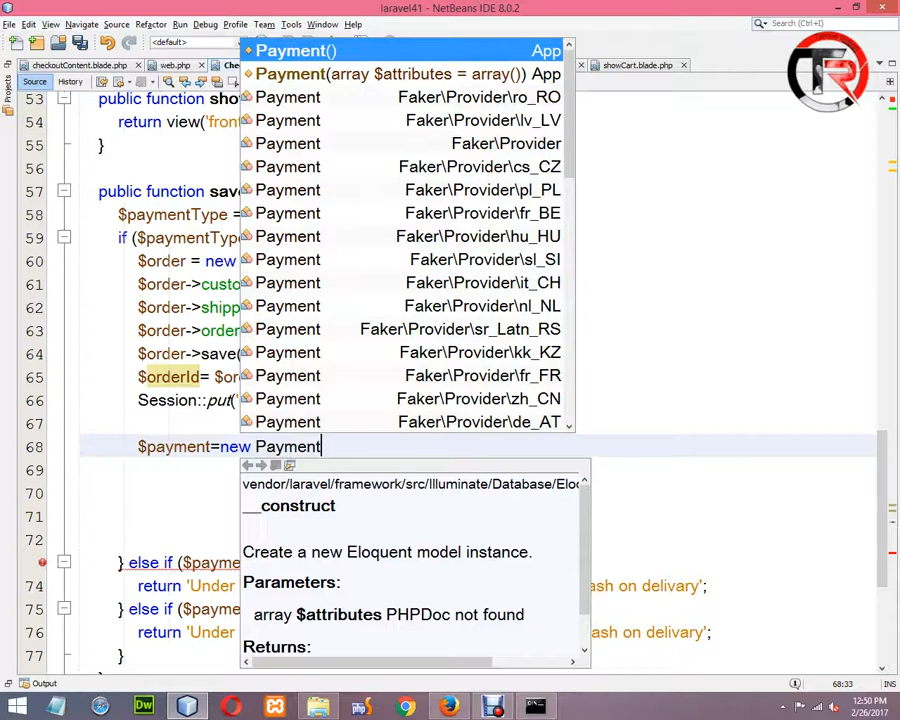 laravel41 - NetBeans IDE 8.0.2
File Edit View Navigate Source Refactor Run Debug Profile Team Tools Window Help
<default>
Search (Ctrl+I)
checkoutContent.blade.php
web.php
Che
showCart.blade.php
Source History
Projects
Payment() App
Payment(array $attributes = array()) App
Payment Faker\Provider\ro_RO
Payment Faker\Provider\lv_LV
Payment Faker\Provider
Payment Faker\Provider\cs_CZ
Payment Faker\Provider\pl_PL
Payment Faker\Provider\fr_BE
Payment Faker\Provider\hu_HU
Payment Faker\Provider\sl_SI
Payment Faker\Provider\it_CH
Payment Faker\Provider\nl_NL
Payment Faker\Provider\sr_Latn_RS
Payment Faker\Provider\kk_KZ
Payment Faker\Provider\fr_FR
Payment Faker\Provider\zh_CN
Payment Faker\Provider\de_AT
53 public function sho
54 return view('fron
55 }
56
57 public function save
58 $paymentType =
59 if ($paymentTyp
60 $order = new
61 $order->custo
62 $order->shipp
63 $order->order
64 $order->save(
65 $orderId= $or
66 Session::put('
67
68 $payment=new Payment
69
70
71
72
} else if ($payme
74 return 'Under ash on delivary';
75 } else if ($payme
76 return 'Under ash on delivary';
77 }
vendor/laravel/framework/src/Illuminate/Database/Eloq
__construct
Create a new Eloquent model instance.
Parameters:
array $attributes PHPDoc not found
Returns:
Output
68:33 INS
TR
Dw
12:50 PM
2/26/2017